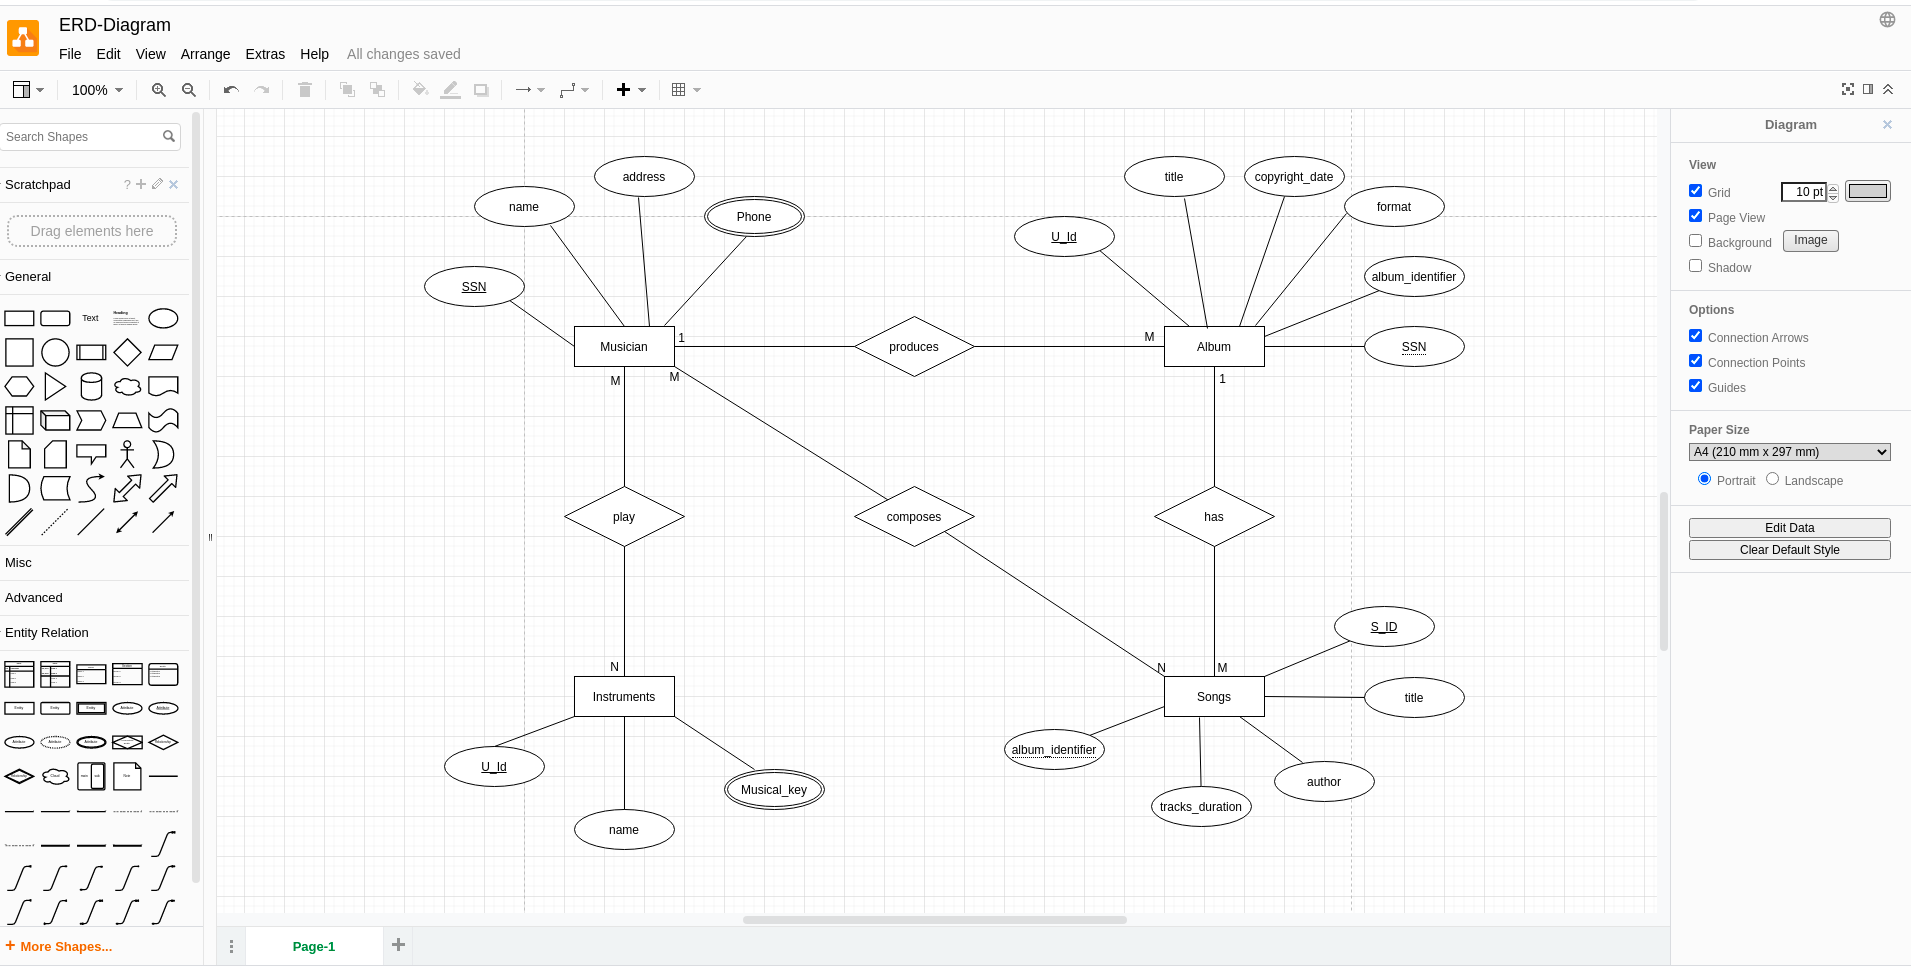 ERD-Diagram
File Edit View Arrange Extras Help All changes saved
100%
Search Shapes
Scratchpad
?
Drag elements here
General
Text
Heading
Misc
Advanced
Entity Relation
+ More Shapes...
address
name
Phone
SSN
Musician
1
M
M
produces
M
title
copyright_date
format
U_Id
album_identifier
SSN
Album
1
play
composes
has
N
Instruments
U_Id
name
Musical_key
N
M
Songs
S_ID
title
album_identifier
tracks_duration
author
Page-1
Diagram
View
Grid 10 pt
Page View
Background Image
Shadow
Options
Connection Arrows
Connection Points
Guides
Paper Size
A4 (210 mm x 297 mm)
Portrait Landscape
Edit Data
Clear Default Style